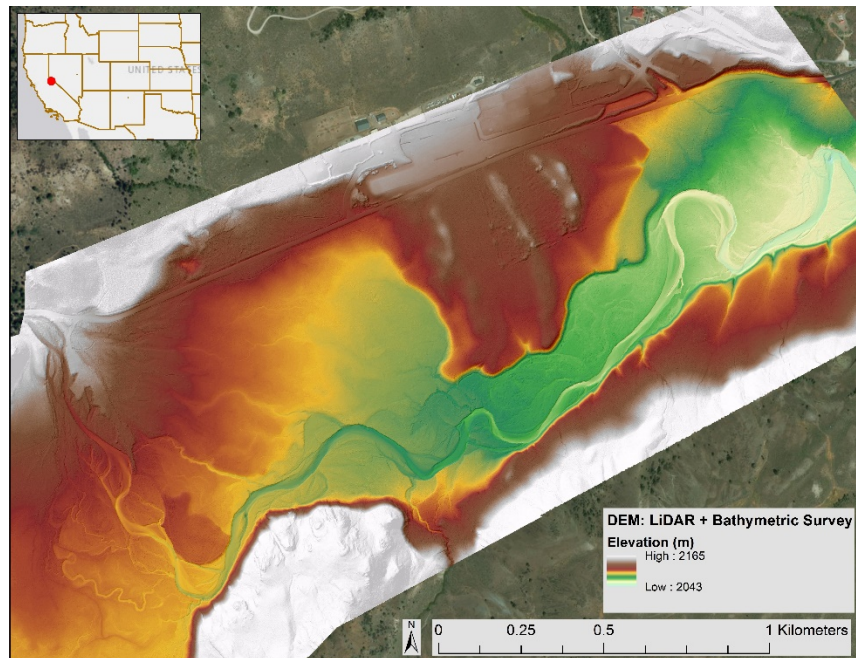 UNITED STATES
DEM: LiDAR + Bathymetric Survey
Elevation (m)
High : 2165
Low : 2043
N
0 0.25 0.5 1 Kilometers